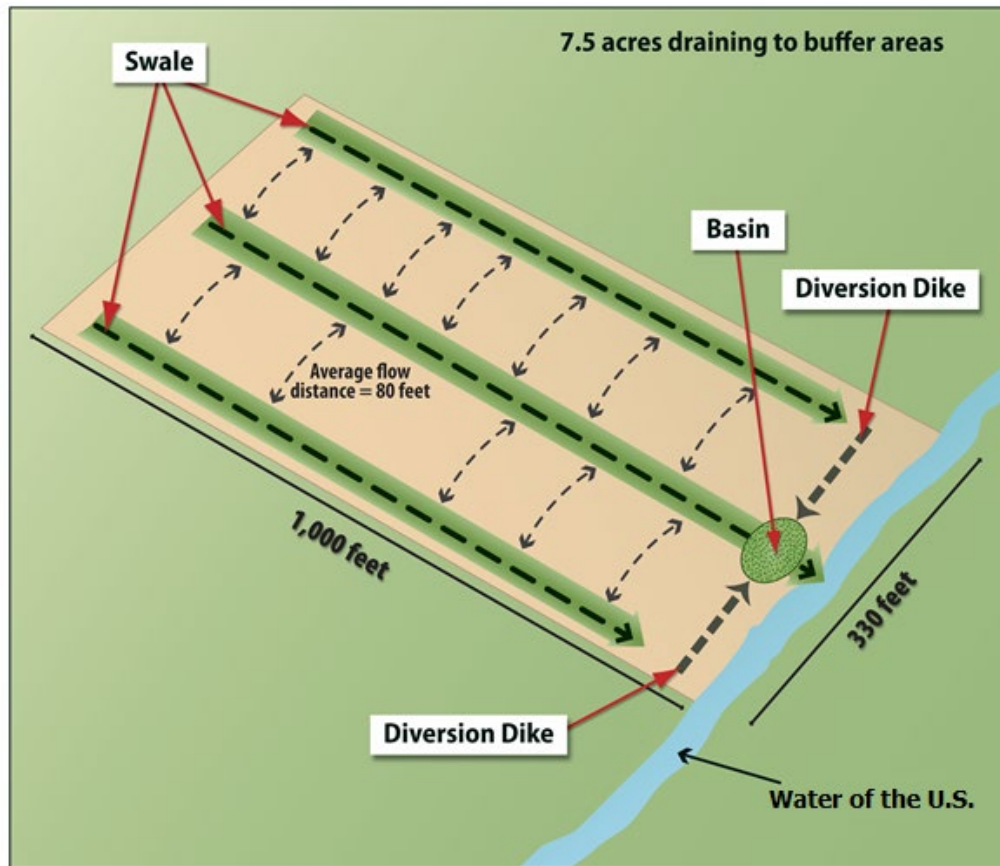 7.5 acres draining to buffer areas
Swale
Basin
Diversion Dike
Average flow
distance = 80 feet
1,000 feet
330 feet
Diversion Dike
Water of the U.S.